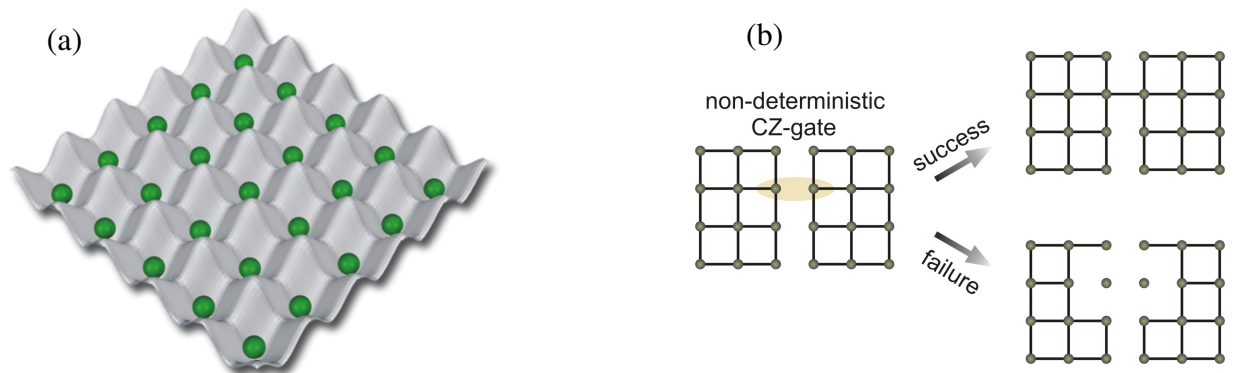 (a)
(b)
non-deterministic
CZ-gate
success
failure